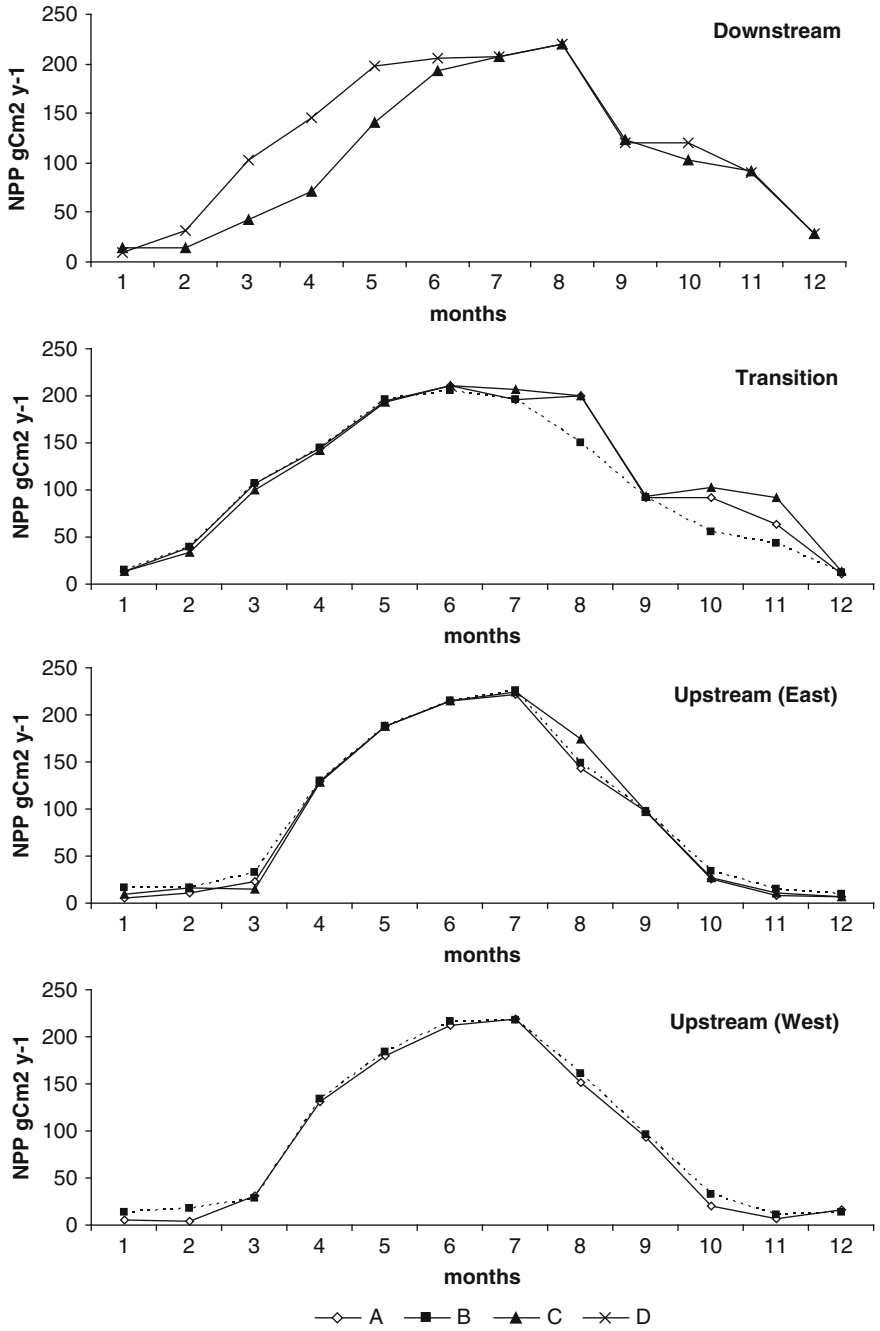 Downstream
NPP gCm2 y-1
250
200
150
100
50
0
1 2 3 4 5 6 7 8 9 10 11 12
months
Transition
NPP gCm2 y-1
250
200
150
100
50
0
1 2 3 4 5 6 7 8 9 10 11 12
months
Upstream (East)
NPP gCm2 y-1
250
200
150
100
50
0
1 2 3 4 5 6 7 8 9 10 11 12
months
Upstream (West)
NPP gCm2 y-1
250
200
150
100
50
0
1 2 3 4 5 6 7 8 9 10 11 12
months
A B C D